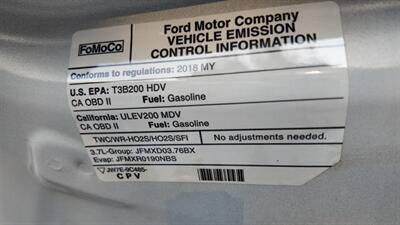 FoMoCo
Ford Motor Company
VEHICLE EMISSION
CONTROL INFORMATION
Conforms to regulations: 2018 MY
U.S. EPA: T3B200 HDV
CA OBD II Fuel: Gasoline
California: ULEV200 MDV
CA OBD II Fuel: Gasoline
TWC/WR-HO2S/HO2S/SFI No adjustments needed.
3.7L-Group: JFMXD03.76BX
Evap: JFMXR0190NBS
JW7E-9C485-
CPV